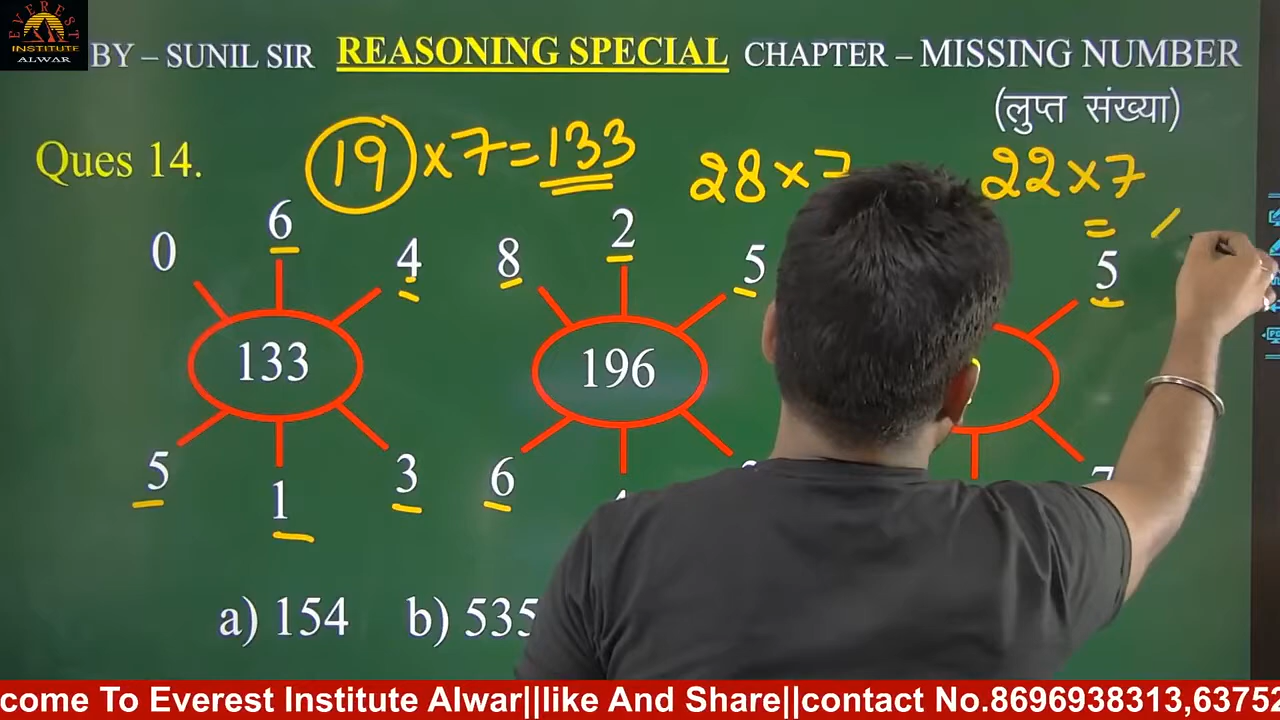 EVEREST
INSTITUTE
ALWAR
BY – SUNIL SIR REASONING SPECIAL CHAPTER – MISSING NUMBER
(लुप्त संख्या)
Ques 14.
19 × 7 = 133
28 × 7
22 × 7
=
0 6 4
133
5 1 3
8 2 5
196
6
5
7
a) 154 b) 535
come To Everest Institute Alwar||like And Share||contact No.8696938313,63752